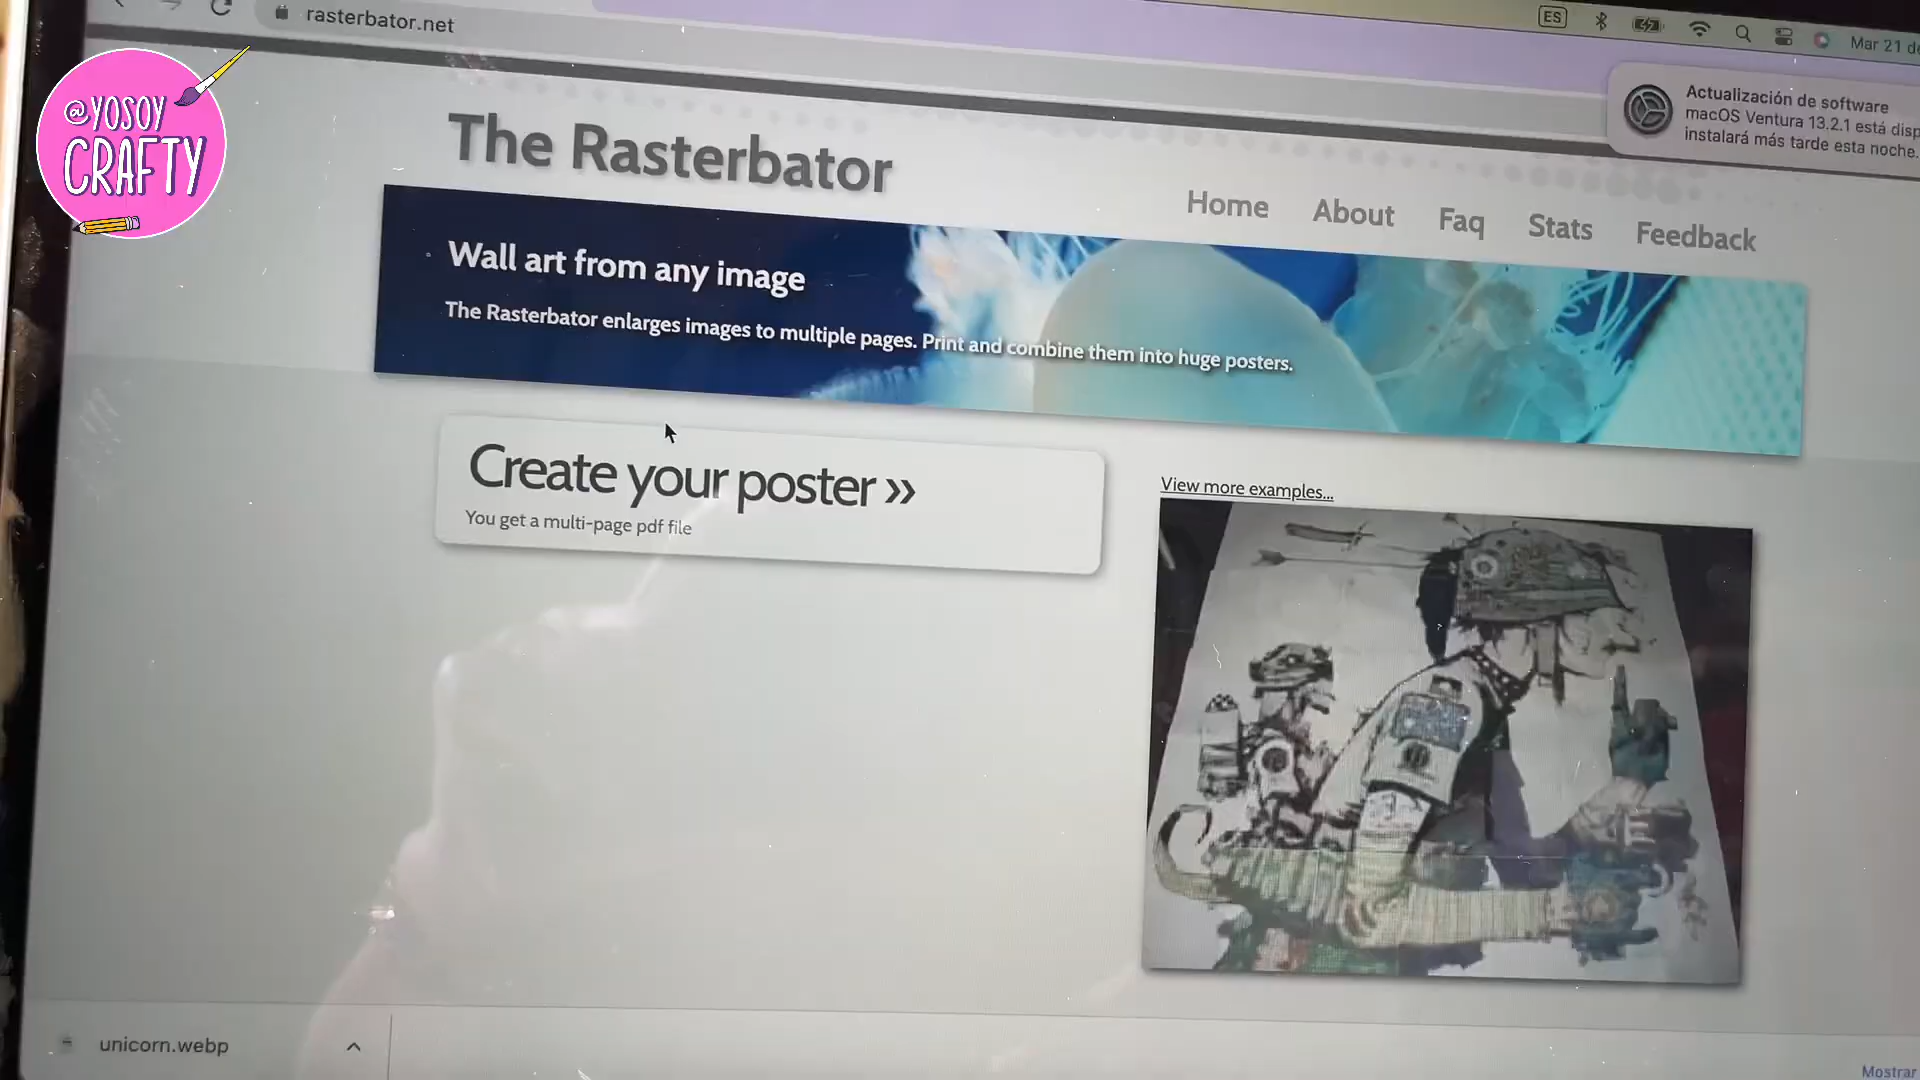 rasterbator.net
ES
Mar 21 de
@YOSOY
CRAFTY
Actualización de software
macOS Ventura 13.2.1 está disp
instalará más tarde esta noche.
The Rasterbator
Home
About
Faq
Stats
Feedback
Wall art from any image
The Rasterbator enlarges images to multiple pages. Print and combine them into huge posters.
Create your poster »
You get a multi-page pdf file
View more examples...
unicorn.webp
Mostrar